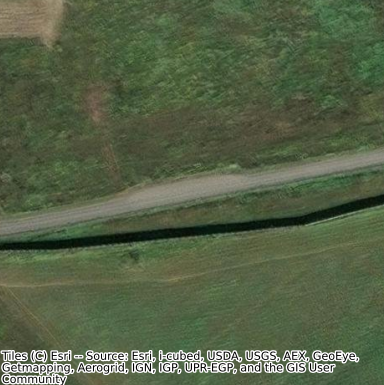 Tiles (C) Esri -- Source: Esri, i-cubed, USDA, USGS, AEX, GeoEye,
Getmapping, Aerogrid, IGN, IGP, UPR-EGP, and the GIS User
Community